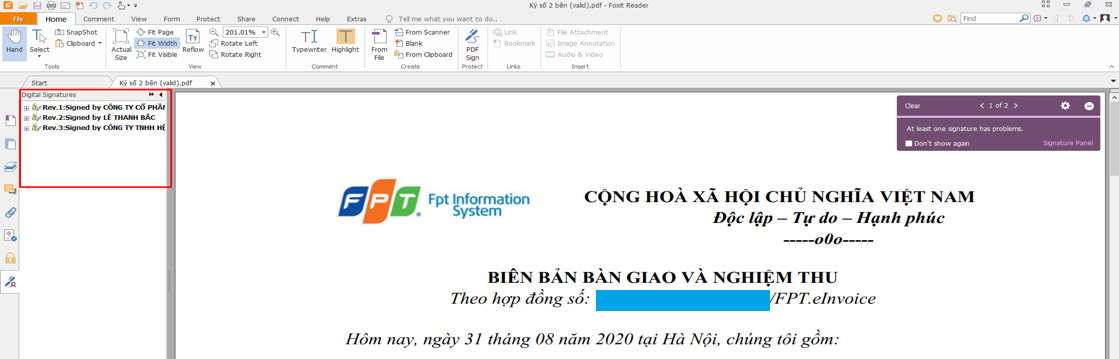 Ký số 2 bên (valid).pdf - Foxit Reader
File Home Comment View Form Protect Share Connect Help Extras Tell me what you want to do... Find
Hand
Select
SnapShot
Clipboard
Tools
Actual Size
Fit Page
Fit Width
Fit Visible
Reflow
201.01%
Rotate Left
Rotate Right
View
Typewriter
Highlight
Comment
From File
From Scanner
Blank
From Clipboard
Create
PDF Sign
Protect
Link
Bookmark
Links
File Attachment
Image Annotation
Audio & Video
Insert
Start Ký số 2 bên (valid).pdf
Digital Signatures
Rev.1:Signed by CÔNG TY CỔ PHẦN
Rev.2:Signed by LÊ THANH BẮC
Rev.3:Signed by CÔNG TY TNHH HỆ
Clear 1 of 2
At least one signature has problems.
Don't show again Signature Panel
FPT
Fpt Information
System
CỘNG HOÀ XÃ HỘI CHỦ NGHĨA VIỆT NAM
Độc lập – Tự do – Hạnh phúc
-----o0o-----
BIÊN BẢN BÀN GIAO VÀ NGHIỆM THU
Theo hợp đồng số: /FPT.eInvoice
Hôm nay, ngày 31 tháng 08 năm 2020 tại Hà Nội, chúng tôi gồm: